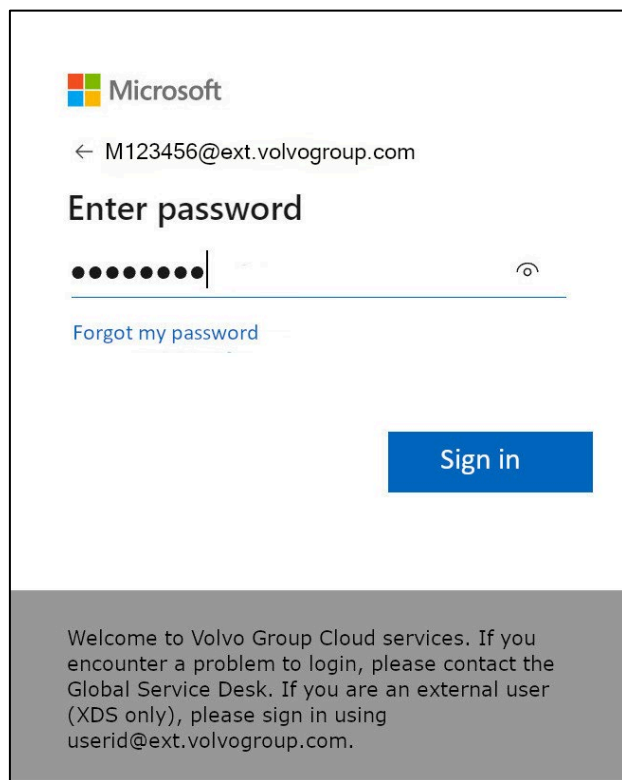 Microsoft
← M123456@ext.volvogroup.com
Enter password
●●●●●●●●
Forgot my password
Sign in
Welcome to Volvo Group Cloud services. If you
encounter a problem to login, please contact the
Global Service Desk. If you are an external user
(XDS only), please sign in using
userid@ext.volvogroup.com.